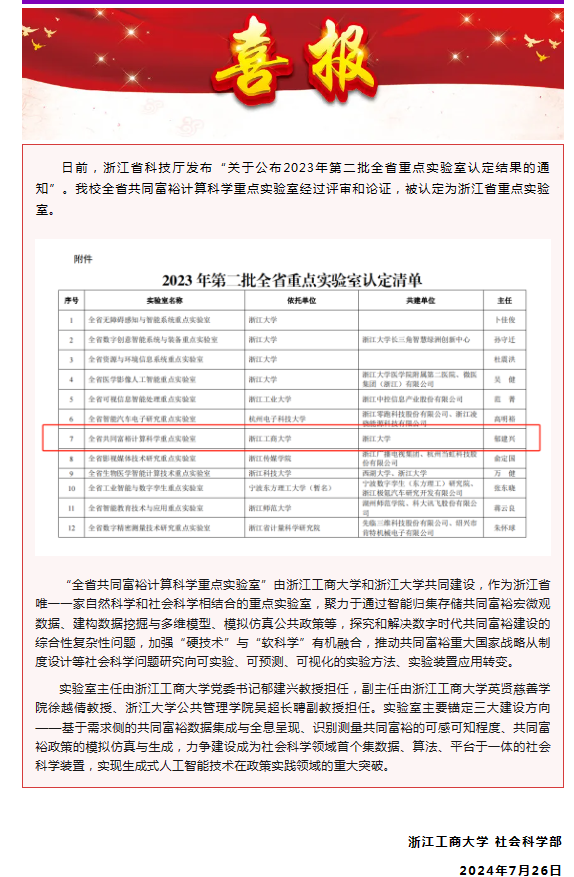 喜报
日前，浙江省科技厅发布“关于公布2023年第二批全省重点实验室认定结果的通
知”。我校全省共同富裕计算科学重点实验室经过评审和论证，被认定为浙江省重点实验
室。
附件
2023 年第二批全省重点实验室认定清单
序号 实验室名称 依托单位 共建单位 主任
1 全省无障碍感知与智能系统重点实验室 浙江大学 卜佳俊
2 全省数字创意智能系统与装备重点实验室 浙江大学 浙江大学长三角智慧绿洲创新中心 孙守迁
3 全省资源与环境信息系统重点实验室 浙江大学 杜震洪
4 全省医学影像人工智能重点实验室 浙江大学 浙江大学医学院附属第二医院、微医
集团（浙江）有限公司 吴 健
5 全省可视信息智能处理重点实验室 浙江工业大学 浙江中控信息产业股份有限公司 范 菁
6 全省智能汽车电子研究重点实验室 杭州电子科技大学 浙江零跑科技股份有限公司、浙江凌
骁能源科技有限公司 高明裕
7 全省共同富裕计算科学重点实验室 浙江工商大学 浙江大学 郁建兴
8 全省影视媒体技术研究重点实验室 浙江传媒学院 浙江广播电视集团、杭州当虹科技股
份有限公司 俞定国
9 全省生物医学智能计算技术重点实验室 浙江科技大学 西湖大学、浙江大学 万 健
10 全省工业智能与数字孪生重点实验室 宁波东方理工大学（暂名） 宁波数字孪生（东方理工）研究院、
浙江极氪汽车研究开发有限公司 张东晓
11 全省智能教育技术与应用重点实验室 浙江师范大学 湖州师范学院、科大讯飞股份有限公
司 蒋云良
12 全省数字精密测量技术研究重点实验室 浙江省计量科学研究院 先临三维科技股份有限公司、绍兴市
肯特机械电子有限公司 朱怀球
“全省共同富裕计算科学重点实验室”由浙江工商大学和浙江大学共同建设，作为浙江省
唯一一家自然科学和社会科学相结合的重点实验室，聚力于通过智能归集存储共同富裕宏微观
数据、建构数据挖掘与多维模型、模拟仿真公共政策等，探究和解决数字时代共同富裕建设的
综合性复杂性问题，加强“硬技术”与“软科学”有机融合，推动共同富裕重大国家战略从制
度设计等社会科学问题研究向可实验、可预测、可视化的实验方法、实验装置应用转变。
实验室主任由浙江工商大学党委书记郁建兴教授担任，副主任由浙江工商大学英贤慈善学
院徐越倩教授、浙江大学公共管理学院吴超长聘副教授担任。实验室主要锚定三大建设方向
——基于需求侧的共同富裕数据集成与全息呈现、识别测量共同富裕的可感可知程度、共同富
裕政策的模拟仿真与生成，力争建设成为社会科学领域首个集数据、算法、平台于一体的社会
科学装置，实现生成式人工智能技术在政策实践领域的重大突破。
浙江工商大学 社会科学部
2024年7月26日